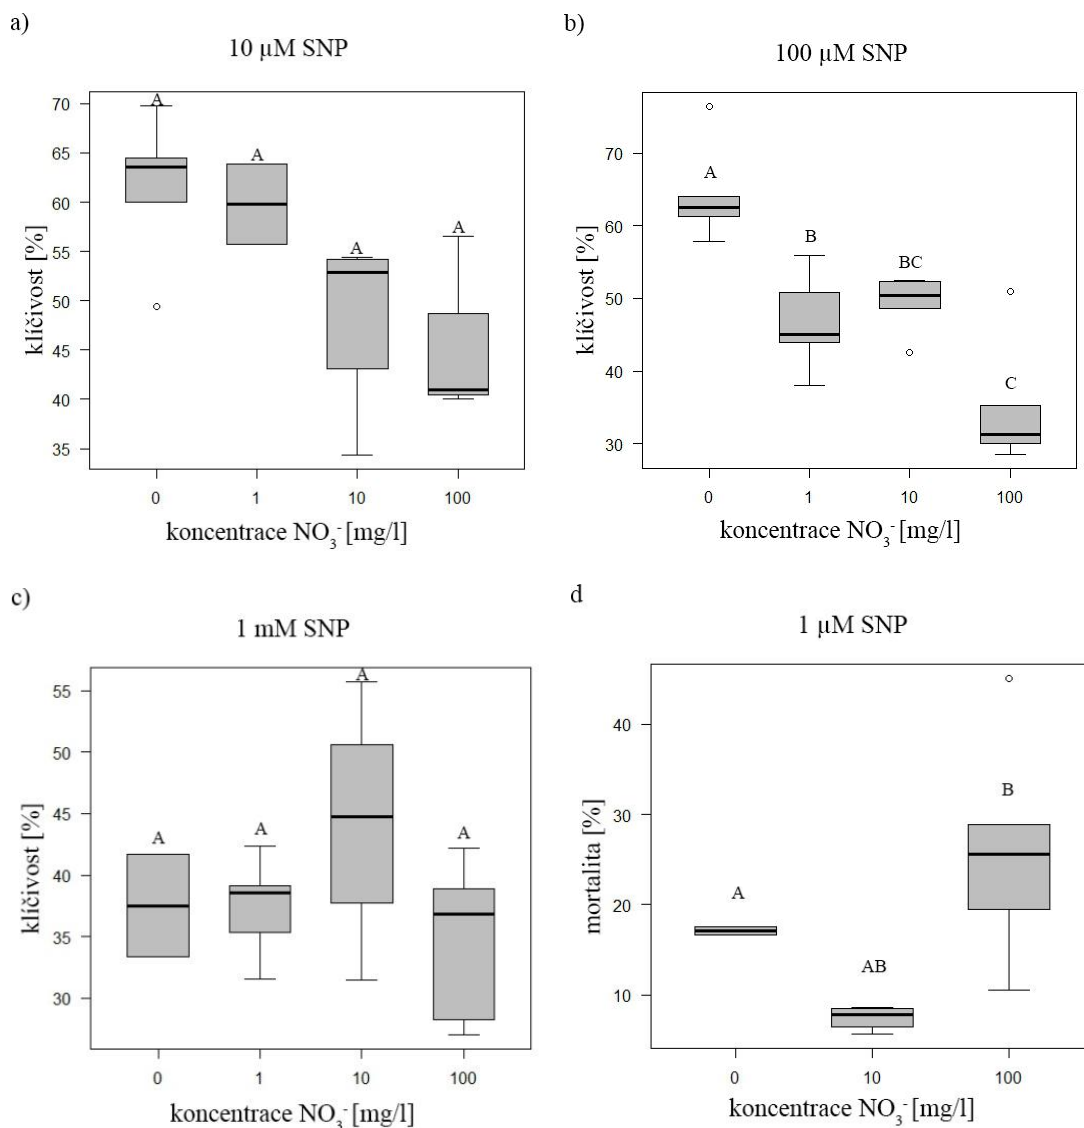 a)
10 µM SNP
70
65
60
55
50
45
40
35
klíčivost [%]
A
A
A
A
0 1 10 100
koncentrace NO₃⁻ [mg/l]
b)
100 µM SNP
70
60
50
40
30
klíčivost [%]
A
B
BC
C
0 1 10 100
koncentrace NO₃⁻ [mg/l]
c)
1 mM SNP
55
50
45
40
35
30
klíčivost [%]
A
A
A
A
0 1 10 100
koncentrace NO₃⁻ [mg/l]
d
1 µM SNP
40
30
20
10
mortalita [%]
A
AB
B
0 10 100
koncentrace NO₃⁻ [mg/l]